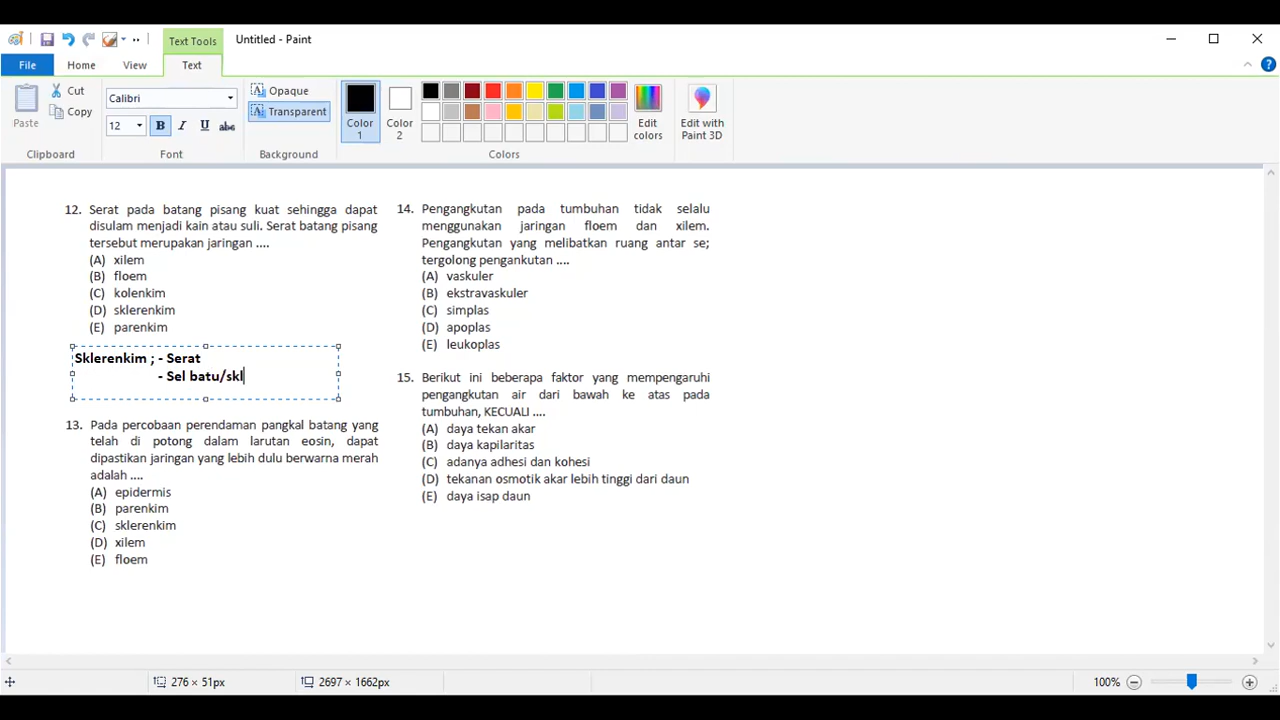 Text Tools
Untitled - Paint
File
Home
View
Text
Paste
Cut
Copy
Clipboard
Calibri
12
B I U abc
Font
Opaque
Transparent
Background
Color 1
Color 2
Edit colors
Edit with Paint 3D
Colors
12. Serat pada batang pisang kuat sehingga dapat
disulam menjadi kain atau suli. Serat batang pisang
tersebut merupakan jaringan ....
(A) xilem
(B) floem
(C) kolenkim
(D) sklerenkim
(E) parenkim
Sklerenkim ; - Serat
- Sel batu/skl
13. Pada percobaan perendaman pangkal batang yang
telah di potong dalam larutan eosin, dapat
dipastikan jaringan yang lebih dulu berwarna merah
adalah ....
(A) epidermis
(B) parenkim
(C) sklerenkim
(D) xilem
(E) floem
14. Pengangkutan pada tumbuhan tidak selalu
menggunakan jaringan floem dan xilem.
Pengangkutan yang melibatkan ruang antar se;
tergolong pengankutan ....
(A) vaskuler
(B) ekstravaskuler
(C) simplas
(D) apoplas
(E) leukoplas
15. Berikut ini beberapa faktor yang mempengaruhi
pengangkutan air dari bawah ke atas pada
tumbuhan, KECUALI ....
(A) daya tekan akar
(B) daya kapilaritas
(C) adanya adhesi dan kohesi
(D) tekanan osmotik akar lebih tinggi dari daun
(E) daya isap daun
276 × 51px
2697 × 1662px
100%